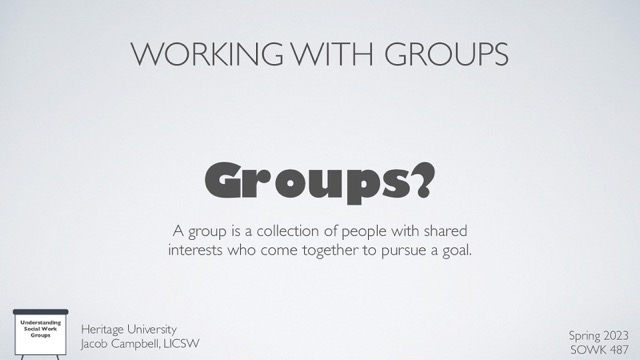 WORKING WITH GROUPS
Groups?
A group is a collection of people with shared
interests who come together to pursue a goal.
Understanding
Social Work
Groups
Heritage University
Jacob Campbell, LICSW
Spring 2023
SOWK 487